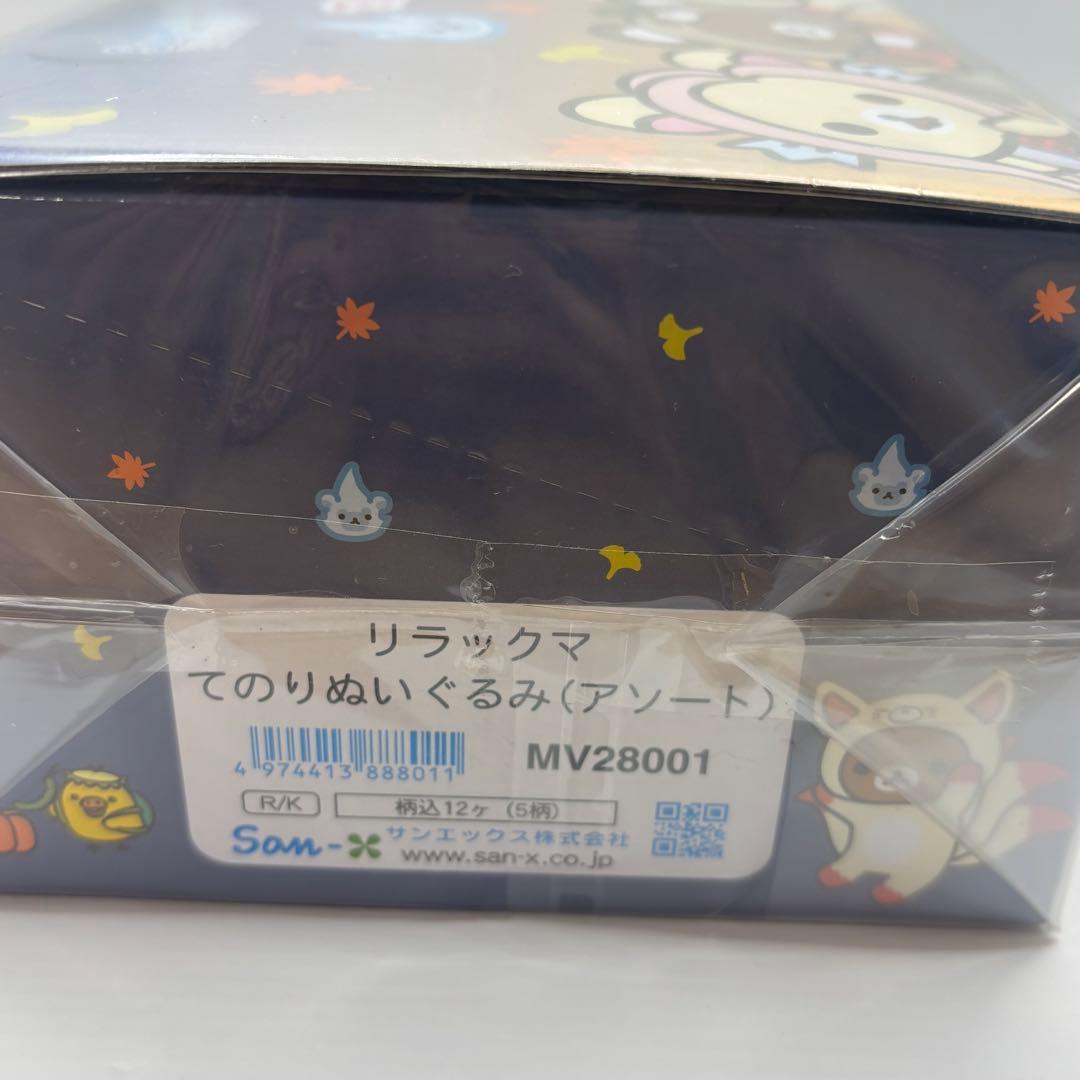 リラックマ
てのりぬいぐるみ(アソート)
4 974413 888011
MV28001
R/K
柄込12ヶ (5柄)
San-X サンエックス株式会社
www.san-x.co.jp